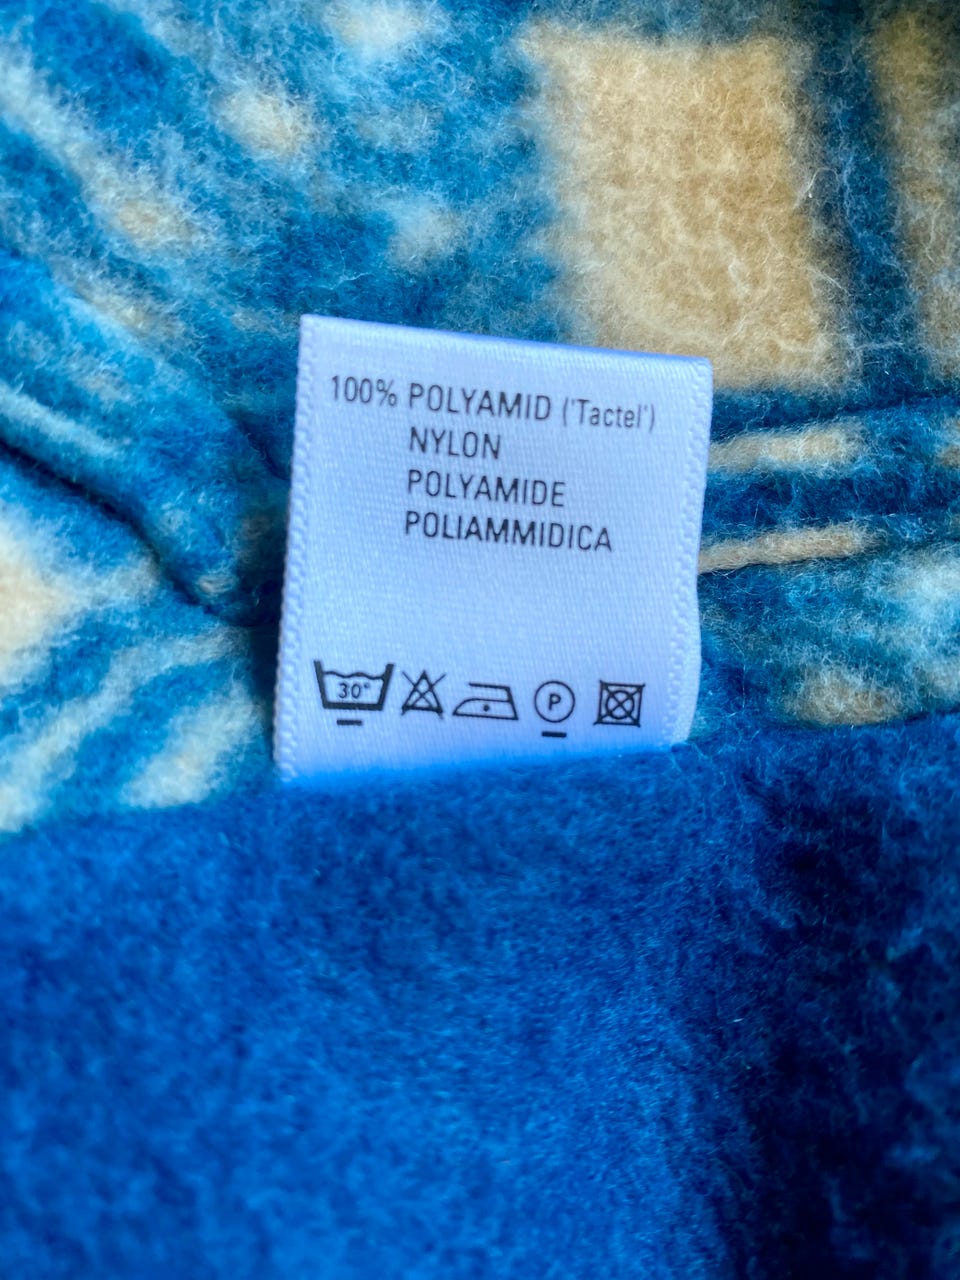 100% POLYAMID ('Tactel')
NYLON
POLYAMIDE
POLIAMMIDICA
30° P